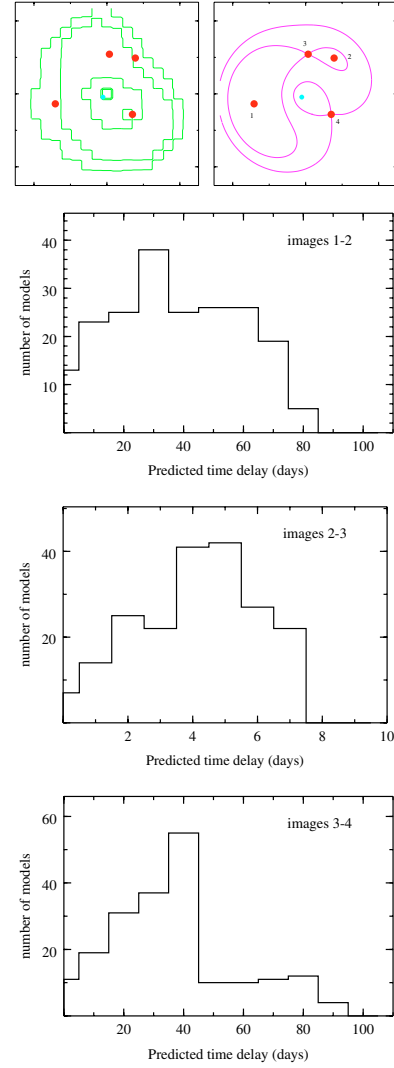 3
2
1
4
images 1-2
40
30
20
10
number of models
20 40 60 80 100
Predicted time delay (days)
images 2-3
40
20
number of models
2 4 6 8 10
Predicted time delay (days)
images 3-4
60
40
20
number of models
20 40 60 80 100
Predicted time delay (days)